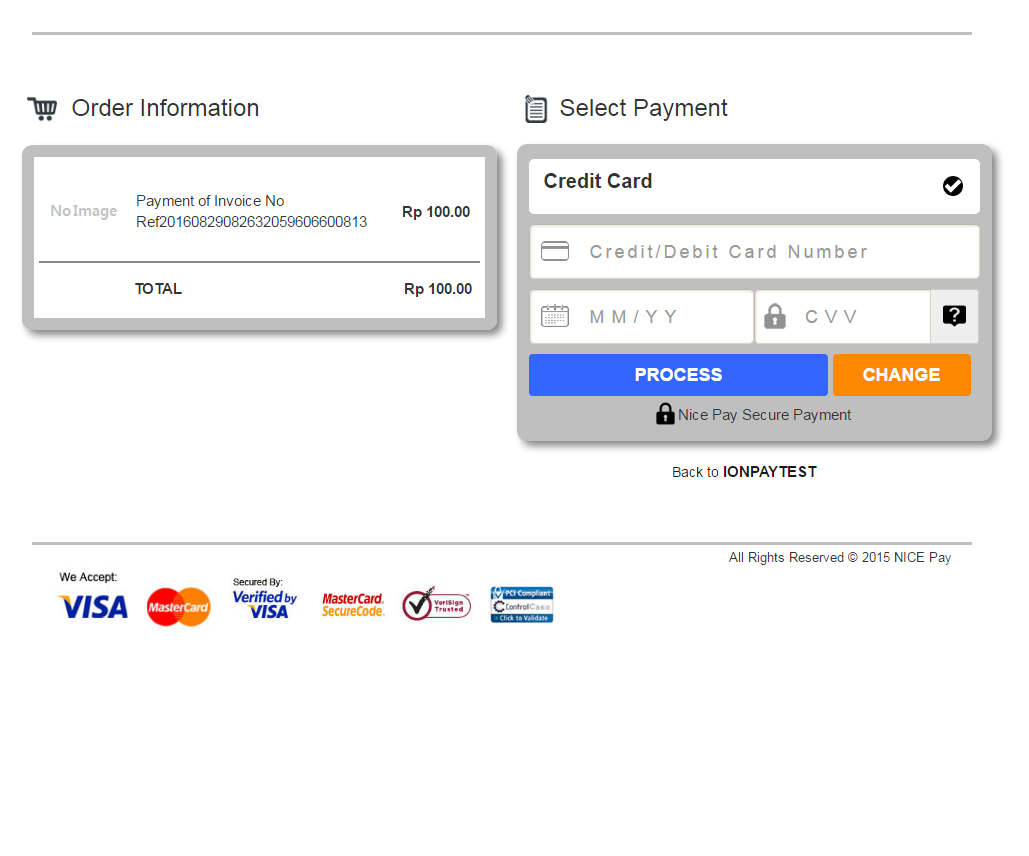 Order Information
No Image
Payment of Invoice No
Ref20160829082632059606600813
Rp 100.00
TOTAL
Rp 100.00
Select Payment
Credit Card
Credit/Debit Card Number
MM/YY
CVV
?
PROCESS
CHANGE
Nice Pay Secure Payment
Back to IONPAYTEST
All Rights Reserved © 2015 NICE Pay
We Accept:
VISA
MasterCard
Secured By:
Verified by
VISA
MasterCard.
SecureCode.
VeriSign
Trusted
PCI Compliant
ControlCase
Click to Validate